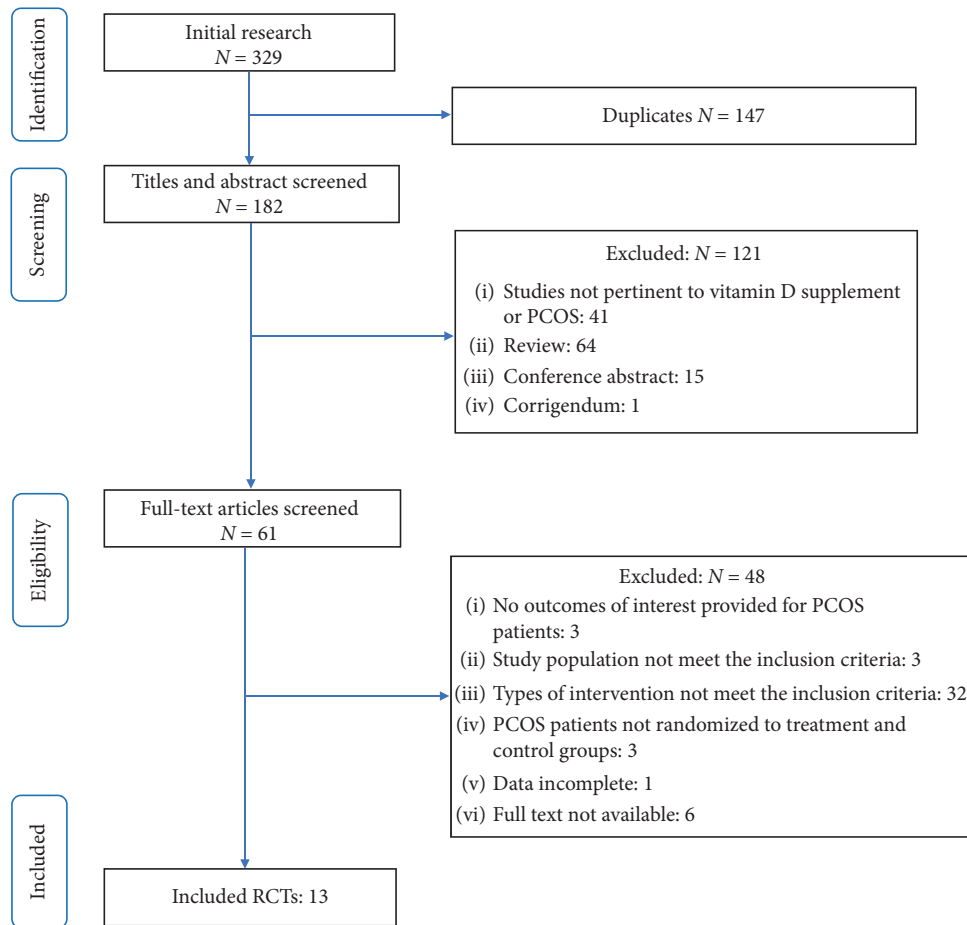 Identification
Initial research
N = 329
Duplicates N = 147
Screening
Titles and abstract screened
N = 182
Excluded: N = 121
(i) Studies not pertinent to vitamin D supplement
or PCOS: 41
(ii) Review: 64
(iii) Conference abstract: 15
(iv) Corrigendum: 1
Eligibility
Full-text articles screened
N = 61
Excluded: N = 48
(i) No outcomes of interest provided for PCOS
patients: 3
(ii) Study population not meet the inclusion criteria: 3
(iii) Types of intervention not meet the inclusion criteria: 32
(iv) PCOS patients not randomized to treatment and
control groups: 3
(v) Data incomplete: 1
(vi) Full text not available: 6
Included
Included RCTs: 13